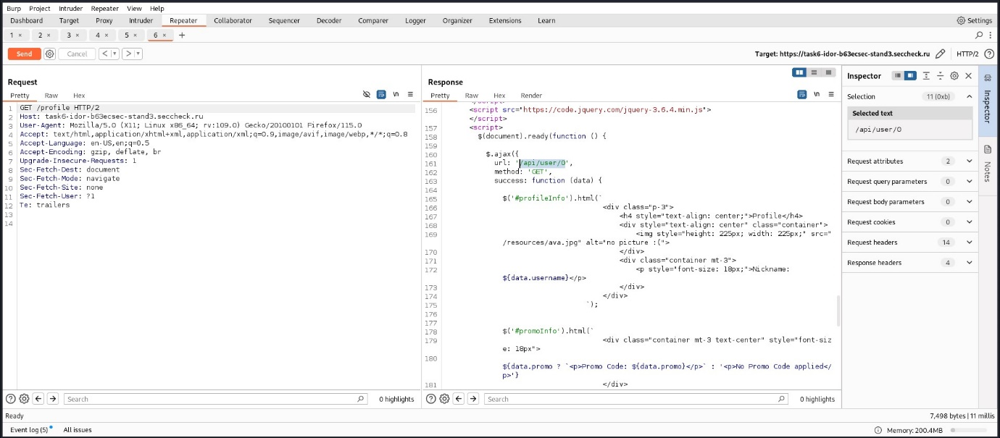 Burp Project Intruder Repeater View Help
Dashboard Target Proxy Intruder Repeater Collaborator Sequencer Decoder Comparer Logger Organizer Extensions Learn Settings
1 × 2 × 3 × 4 × 5 × 6 × +
Send Cancel < > Target: https://task6-idor-b63ecsec-stand3.seccheck.ru HTTP/2
Request
Pretty Raw Hex \n
1 GET /profile HTTP/2
2 Host: task6-idor-b63ecsec-stand3.seccheck.ru
3 User-Agent: Mozilla/5.0 (X11; Linux x86_64; rv:109.0) Gecko/20100101 Firefox/115.0
4 Accept: text/html,application/xhtml+xml,application/xml;q=0.9,image/avif,image/webp,*/*;q=0.8
5 Accept-Language: en-US,en;q=0.5
6 Accept-Encoding: gzip, deflate, br
7 Upgrade-Insecure-Requests: 1
8 Sec-Fetch-Dest: document
9 Sec-Fetch-Mode: navigate
10 Sec-Fetch-Site: none
11 Sec-Fetch-User: ?1
12 Te: trailers
13
14
Search 0 highlights
Response
Pretty Raw Hex Render \n
</script>
156 <script src="https://code.jquery.com/jquery-3.6.4.min.js">
</script>
157 <script>
158 $(document).ready(function () {
159
160 $.ajax({
161 url: '/api/user/0',
162 method: 'GET',
163 success: function (data) {
164
165 $('#profileInfo').html(`
166 <div class="p-3">
167 <h4 style="text-align: center;">Profile</h4>
168 <div style="text-align: center" class="container">
169 <img style="height: 225px; width: 225px;" src="
/resources/ava.jpg" alt="no picture :(">
170 </div>
171 <div class="container mt-3">
172 <p style="font-size: 18px;">Nickname:
${data.username}</p>
173 </div>
174 </div>
175 `);
176
177
178 $('#promoInfo').html(`
179 <div class="container mt-3 text-center" style="font-siz
e: 18px">
180
${data.promo ? `<p>Promo Code: ${data.promo}</p>` : '<p>No Promo Code applied</
p>'}
181 </div>
Search 0 highlights
Inspector
Selection 11 (0xb)
Selected text
/api/user/0
Request attributes 2
Request query parameters 0
Request body parameters 0
Request cookies 0
Request headers 14
Response headers 4
Inspector
Notes
Ready 7,498 bytes | 11 millis
Event log (5) All issues Memory: 200.4MB